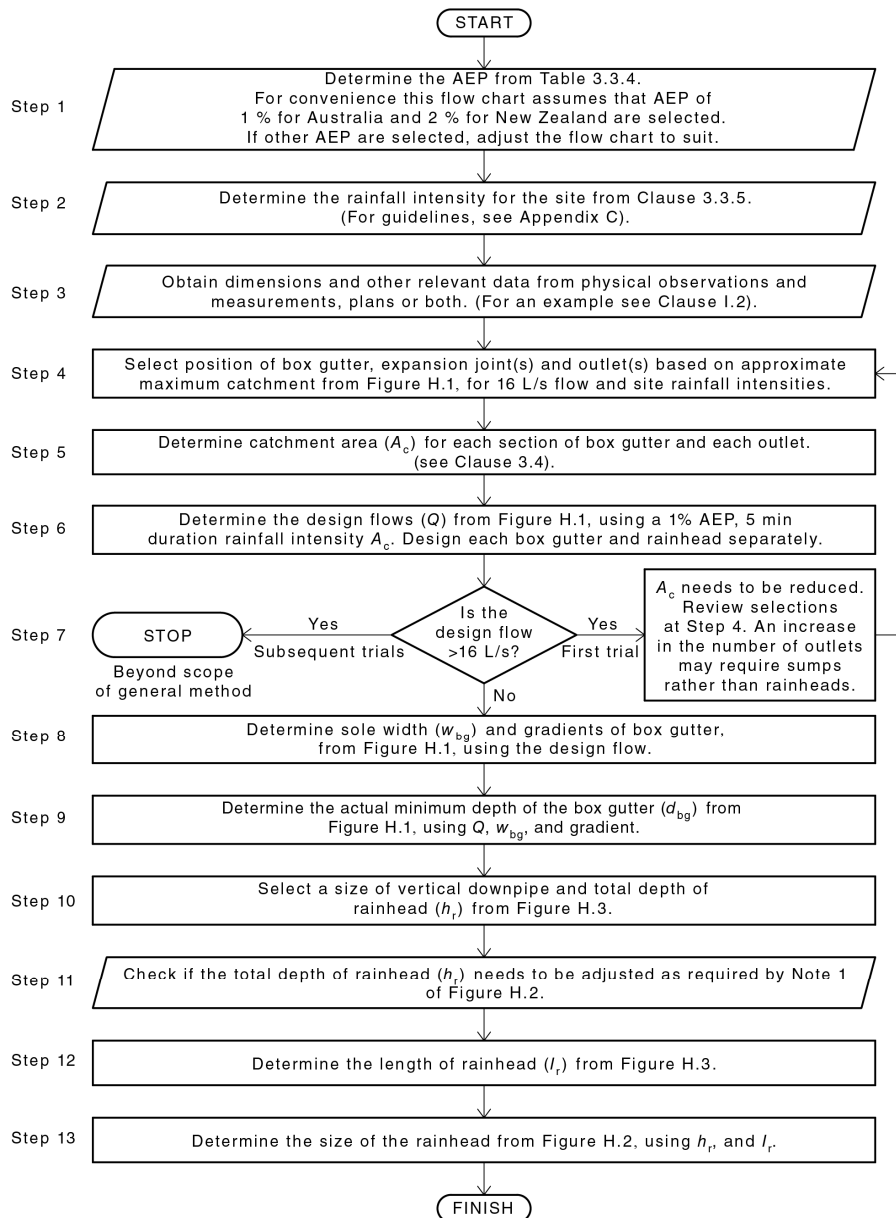 START
Step 1
Determine the AEP from Table 3.3.4.
For convenience this flow chart assumes that AEP of
1 % for Australia and 2 % for New Zealand are selected.
If other AEP are selected, adjust the flow chart to suit.
Step 2
Determine the rainfall intensity for the site from Clause 3.3.5.
(For guidelines, see Appendix C).
Step 3
Obtain dimensions and other relevant data from physical observations and
measurements, plans or both. (For an example see Clause I.2).
Step 4
Select position of box gutter, expansion joint(s) and outlet(s) based on approximate
maximum catchment from Figure H.1, for 16 L/s flow and site rainfall intensities.
Step 5
Determine catchment area (Ac) for each section of box gutter and each outlet.
(see Clause 3.4).
Step 6
Determine the design flows (Q) from Figure H.1, using a 1% AEP, 5 min
duration rainfall intensity Ac. Design each box gutter and rainhead separately.
Step 7
STOP
Beyond scope
of general method
Yes
Subsequent trials
Is the
design flow
>16 L/s?
Yes
First trial
No
Ac needs to be reduced.
Review selections
at Step 4. An increase
in the number of outlets
may require sumps
rather than rainheads.
Step 8
Determine sole width (wbg) and gradients of box gutter,
from Figure H.1, using the design flow.
Step 9
Determine the actual minimum depth of the box gutter (dbg) from
Figure H.1, using Q, wbg, and gradient.
Step 10
Select a size of vertical downpipe and total depth of
rainhead (hr) from Figure H.3.
Step 11
Check if the total depth of rainhead (hr) needs to be adjusted as required by Note 1
of Figure H.2.
Step 12
Determine the length of rainhead (lr) from Figure H.3.
Step 13
Determine the size of the rainhead from Figure H.2, using hr, and lr.
FINISH